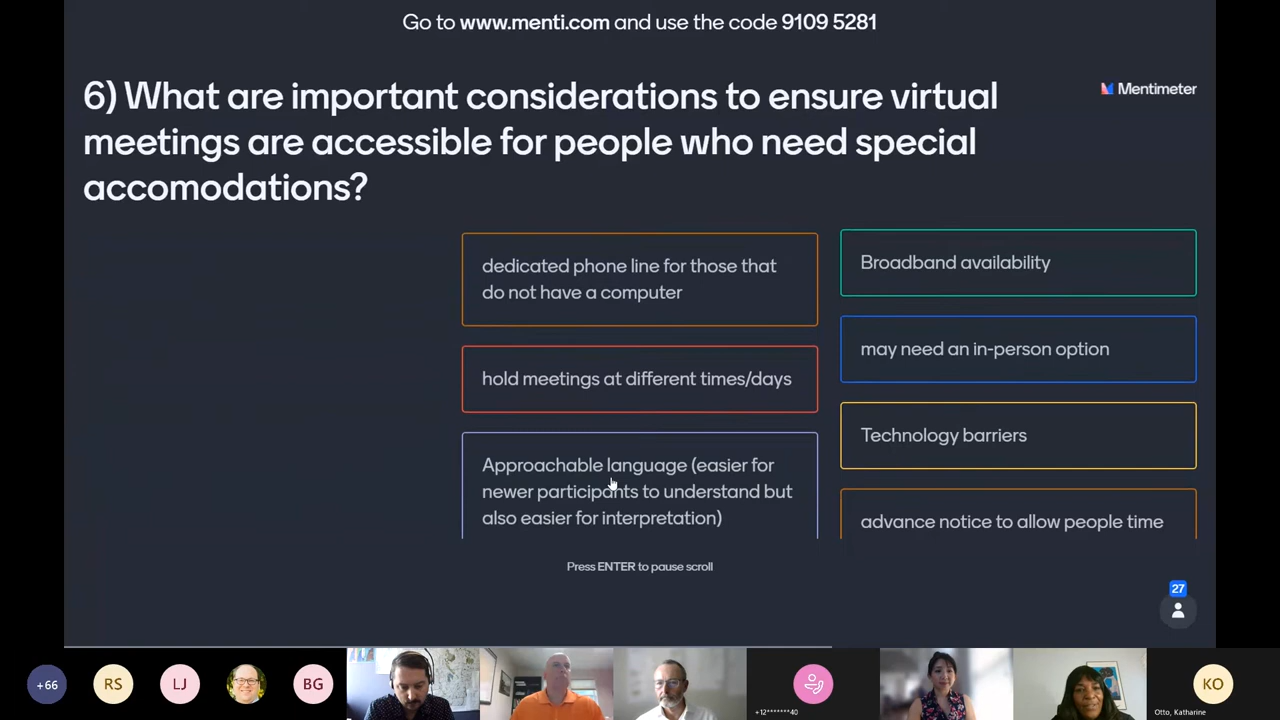 Go to www.menti.com and use the code 9109 5281
6) What are important considerations to ensure virtual
meetings are accessible for people who need special
accomodations?
Mentimeter
dedicated phone line for those that
do not have a computer
hold meetings at different times/days
Approachable language (easier for
newer participants to understand but
also easier for interpretation)
Broadband availability
may need an in-person option
Technology barriers
advance notice to allow people time
Press ENTER to pause scroll
27
+66
RS
LJ
BG
+12*******40
KO
Otto, Katharine